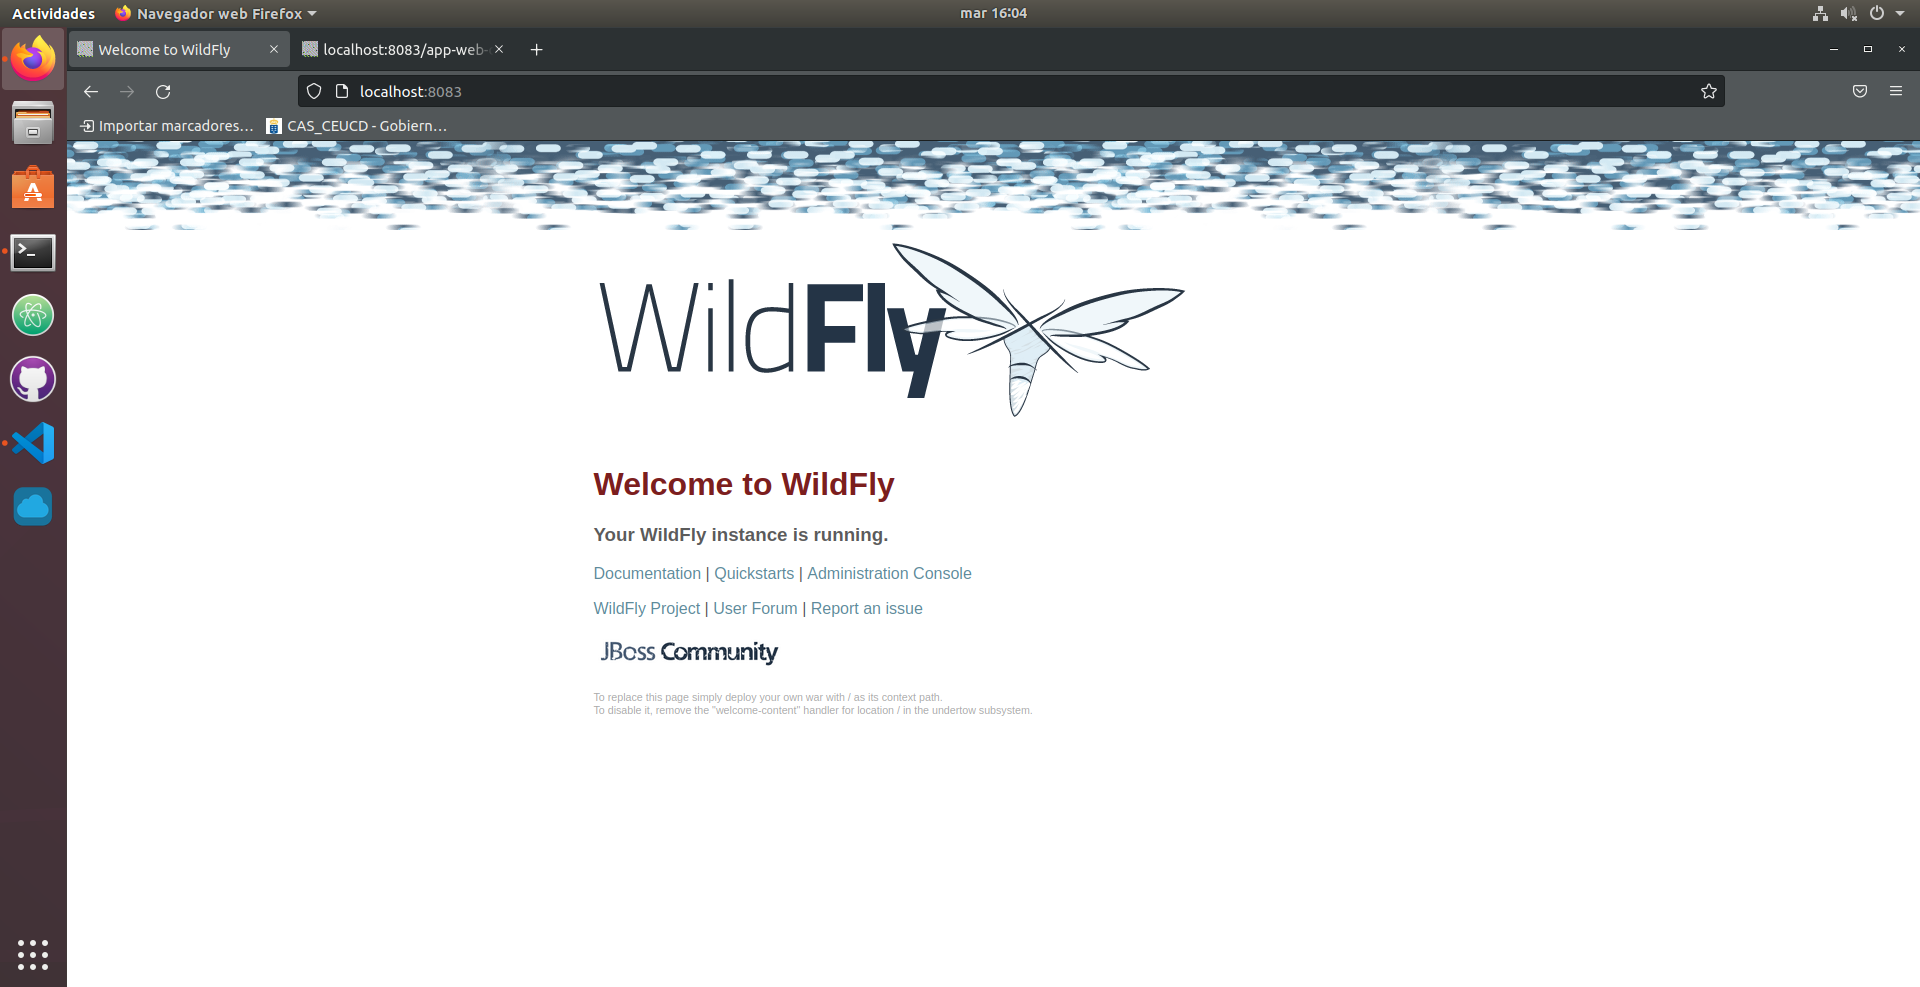 Actividades Navegador web Firefox mar 16:04
Welcome to WildFly localhost:8083/app-web-
localhost:8083
Importar marcadores… CAS_CEUCD - Gobiern…
WildFly
Welcome to WildFly
Your WildFly instance is running.
Documentation | Quickstarts | Administration Console
WildFly Project | User Forum | Report an issue
JBoss Community
To replace this page simply deploy your own war with / as its context path.
To disable it, remove the "welcome-content" handler for location / in the undertow subsystem.